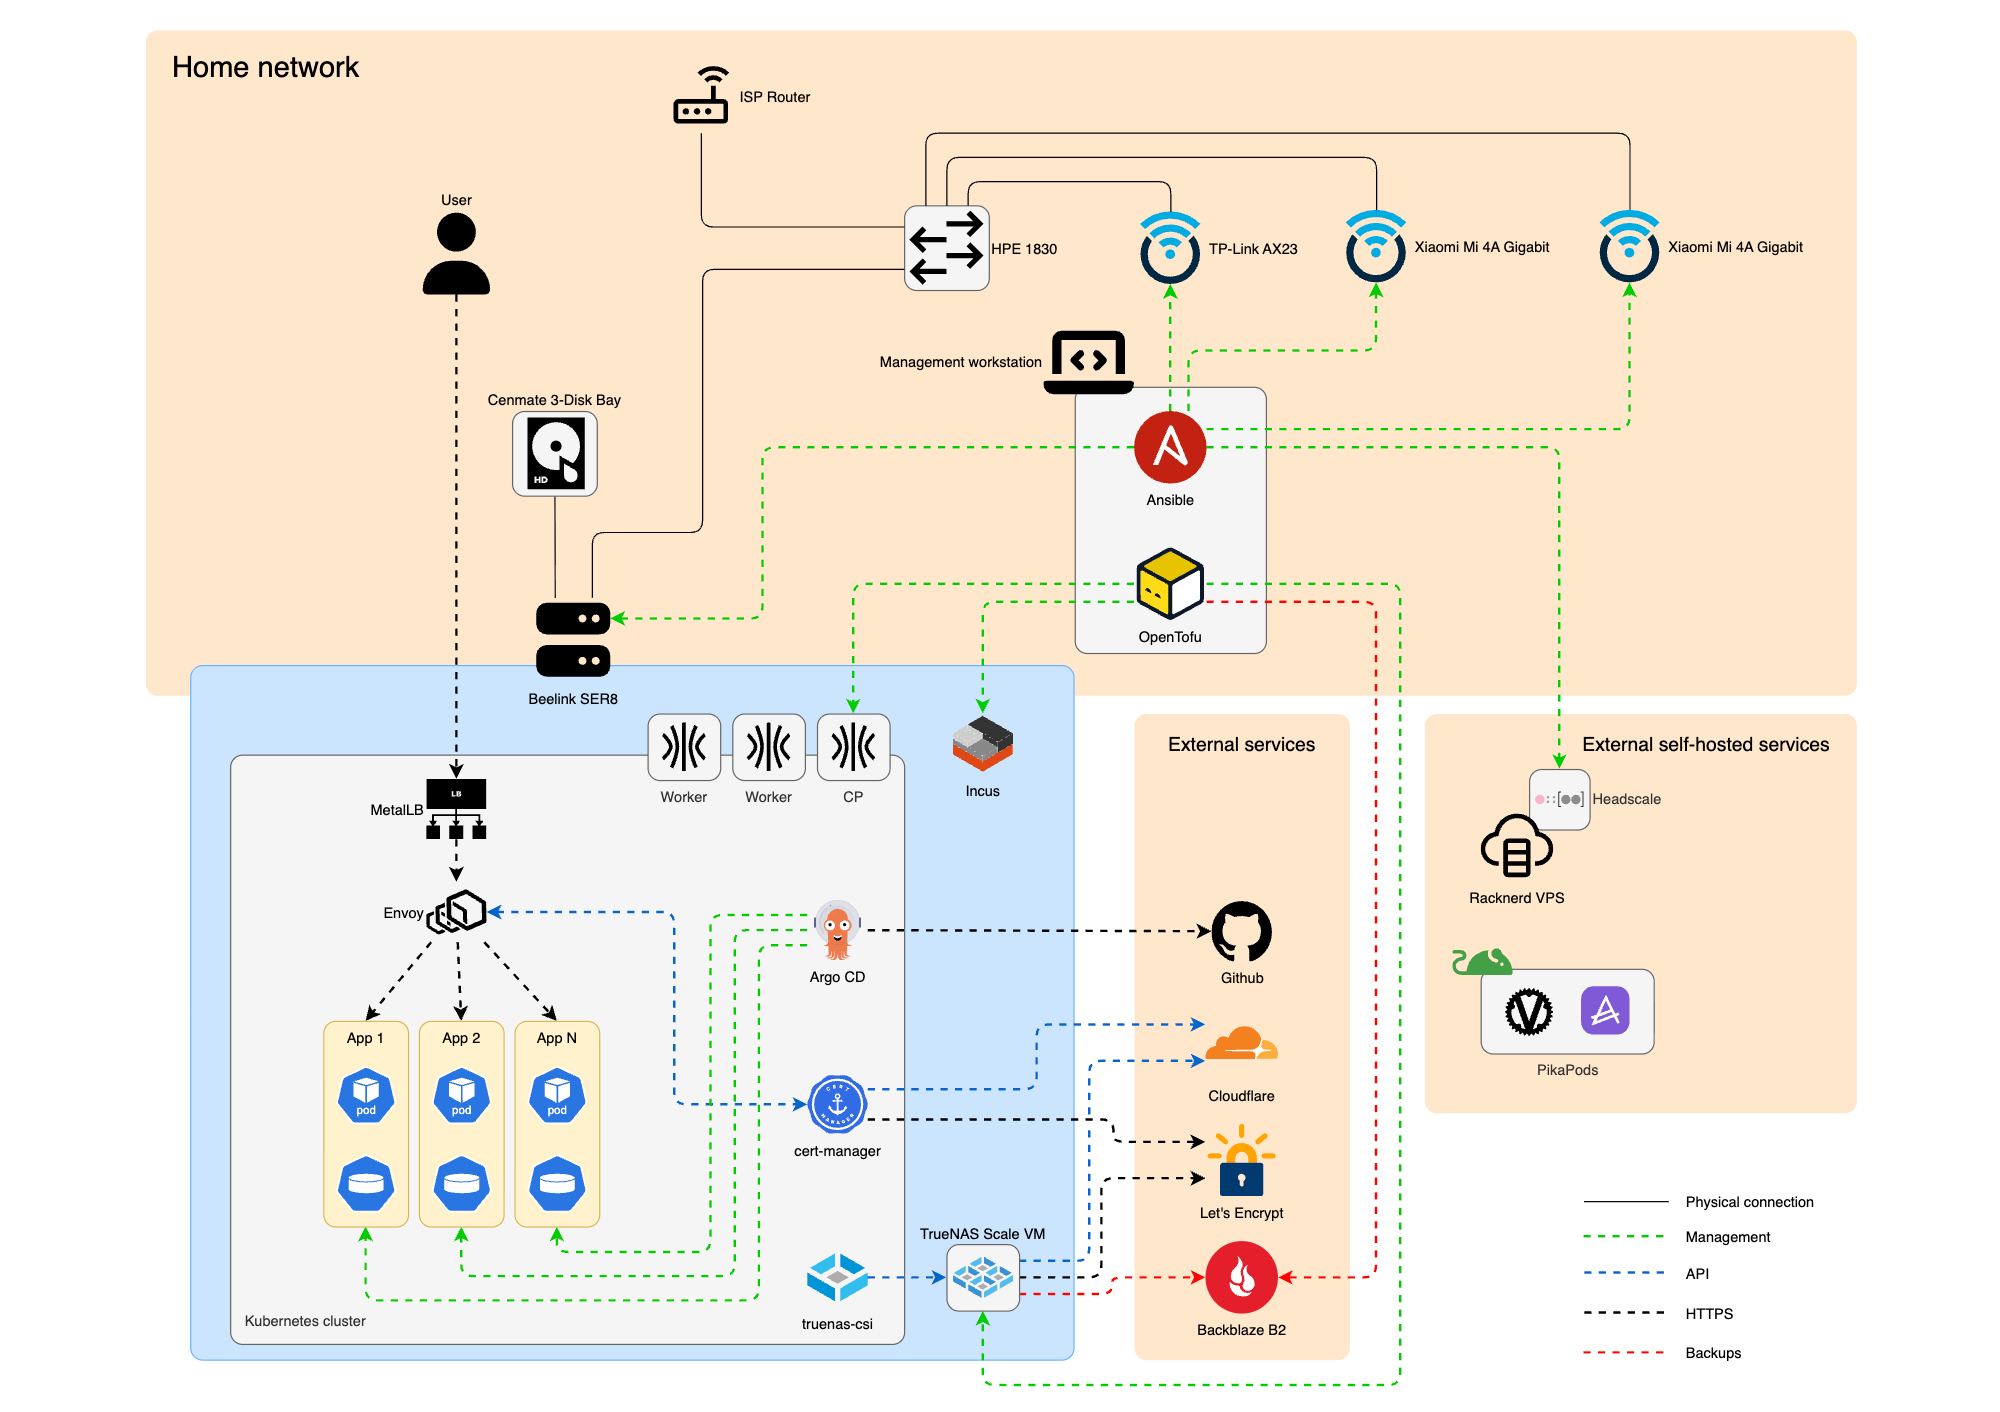 Home network
ISP Router
User
HPE 1830
TP-Link AX23
Xiaomi Mi 4A Gigabit
Xiaomi Mi 4A Gigabit
Management workstation
Cenmate 3-Disk Bay
HD
Ansible
OpenTofu
Beelink SER8
Worker
Worker
CP
Incus
External services
External self-hosted services
LB
MetalLB
Headscale
Racknerd VPS
Envoy
Argo CD
Github
App 1
App 2
App N
pod
pod
pod
PikaPods
Cloudflare
CERT
MANAGER
cert-manager
Let's Encrypt
TrueNAS Scale VM
truenas-csi
Backblaze B2
Kubernetes cluster
Physical connection
Management
API
HTTPS
Backups